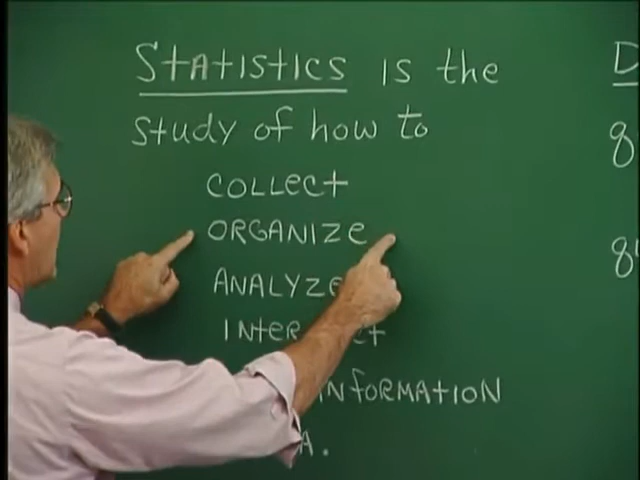 Statistics is the
study of how to
COLLECT
ORGANIZE
ANALYZE
INFORMATION